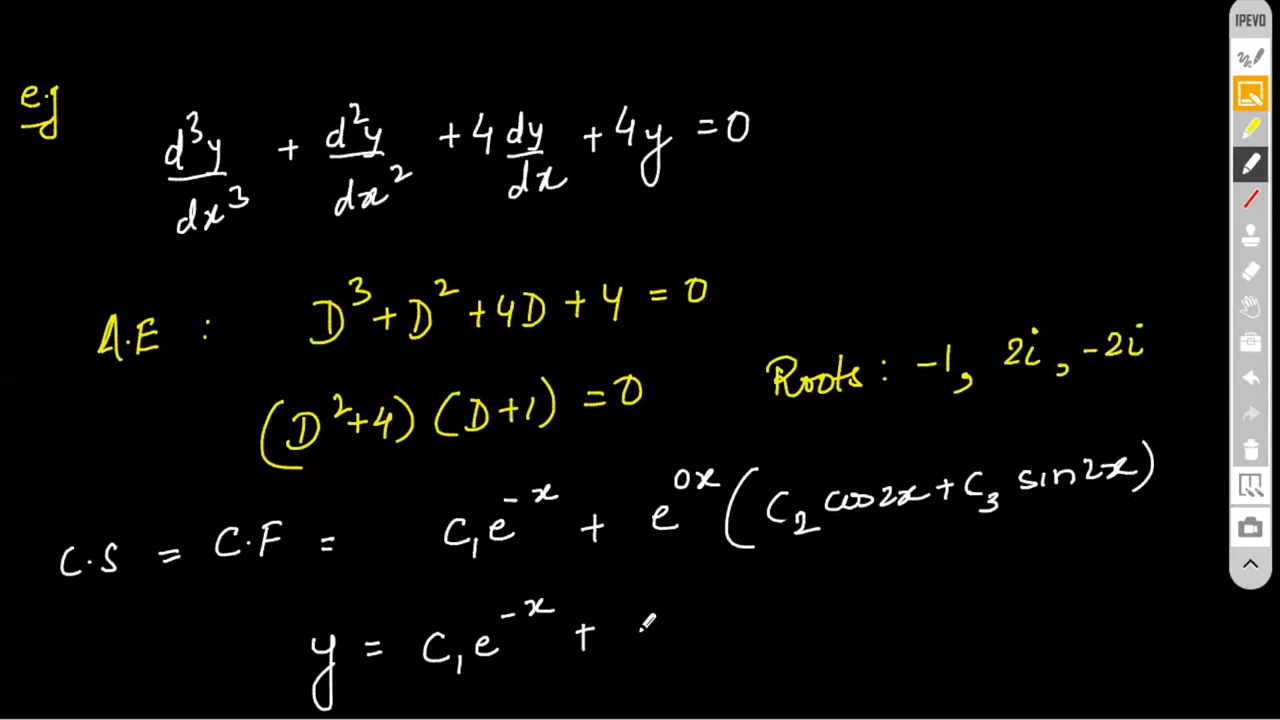 IPEVO
e.g
d³y/dx³ + d²y/dx² + 4 dy/dx + 4y = 0
A.E : D³ + D² + 4D + 4 = 0
(D² + 4) (D + 1) = 0
Roots : -1, 2i, -2i
C.S = C.F = C₁e⁻ˣ + e⁰ˣ (C₂ cos2x + C₃ sin2x)
y = C₁e⁻ˣ +